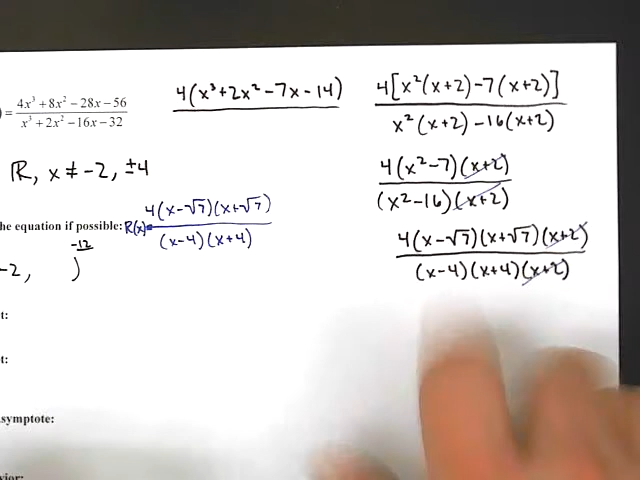 ) = (4x³ + 8x² − 28x − 56)/(x³ + 2x² − 16x − 32)
4(x³+2x²−7x−14)
4[x²(x+2)−7(x+2)]
x²(x+2)−16(x+2)
ℝ, x≠−2, ±4
4(x²−7)(x+2)
(x²−16)(x+2)
he equation if possible: R(x)= 4(x−√7)(x+√7)
(x−4)(x+4)
4(x−√7)(x+√7)(x+2)
(x−4)(x+4)(x+2)
−12
−2, )
t:
t:
symptote: